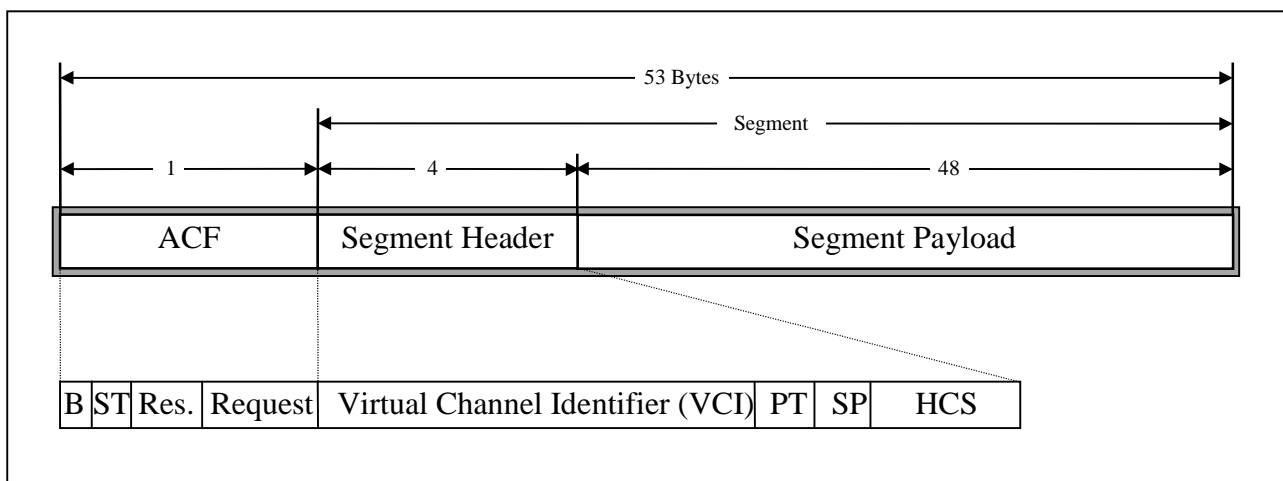 53 Bytes
Segment
1 4 48
ACF Segment Header Segment Payload
B ST Res. Request Virtual Channel Identifier (VCI) PT SP HCS